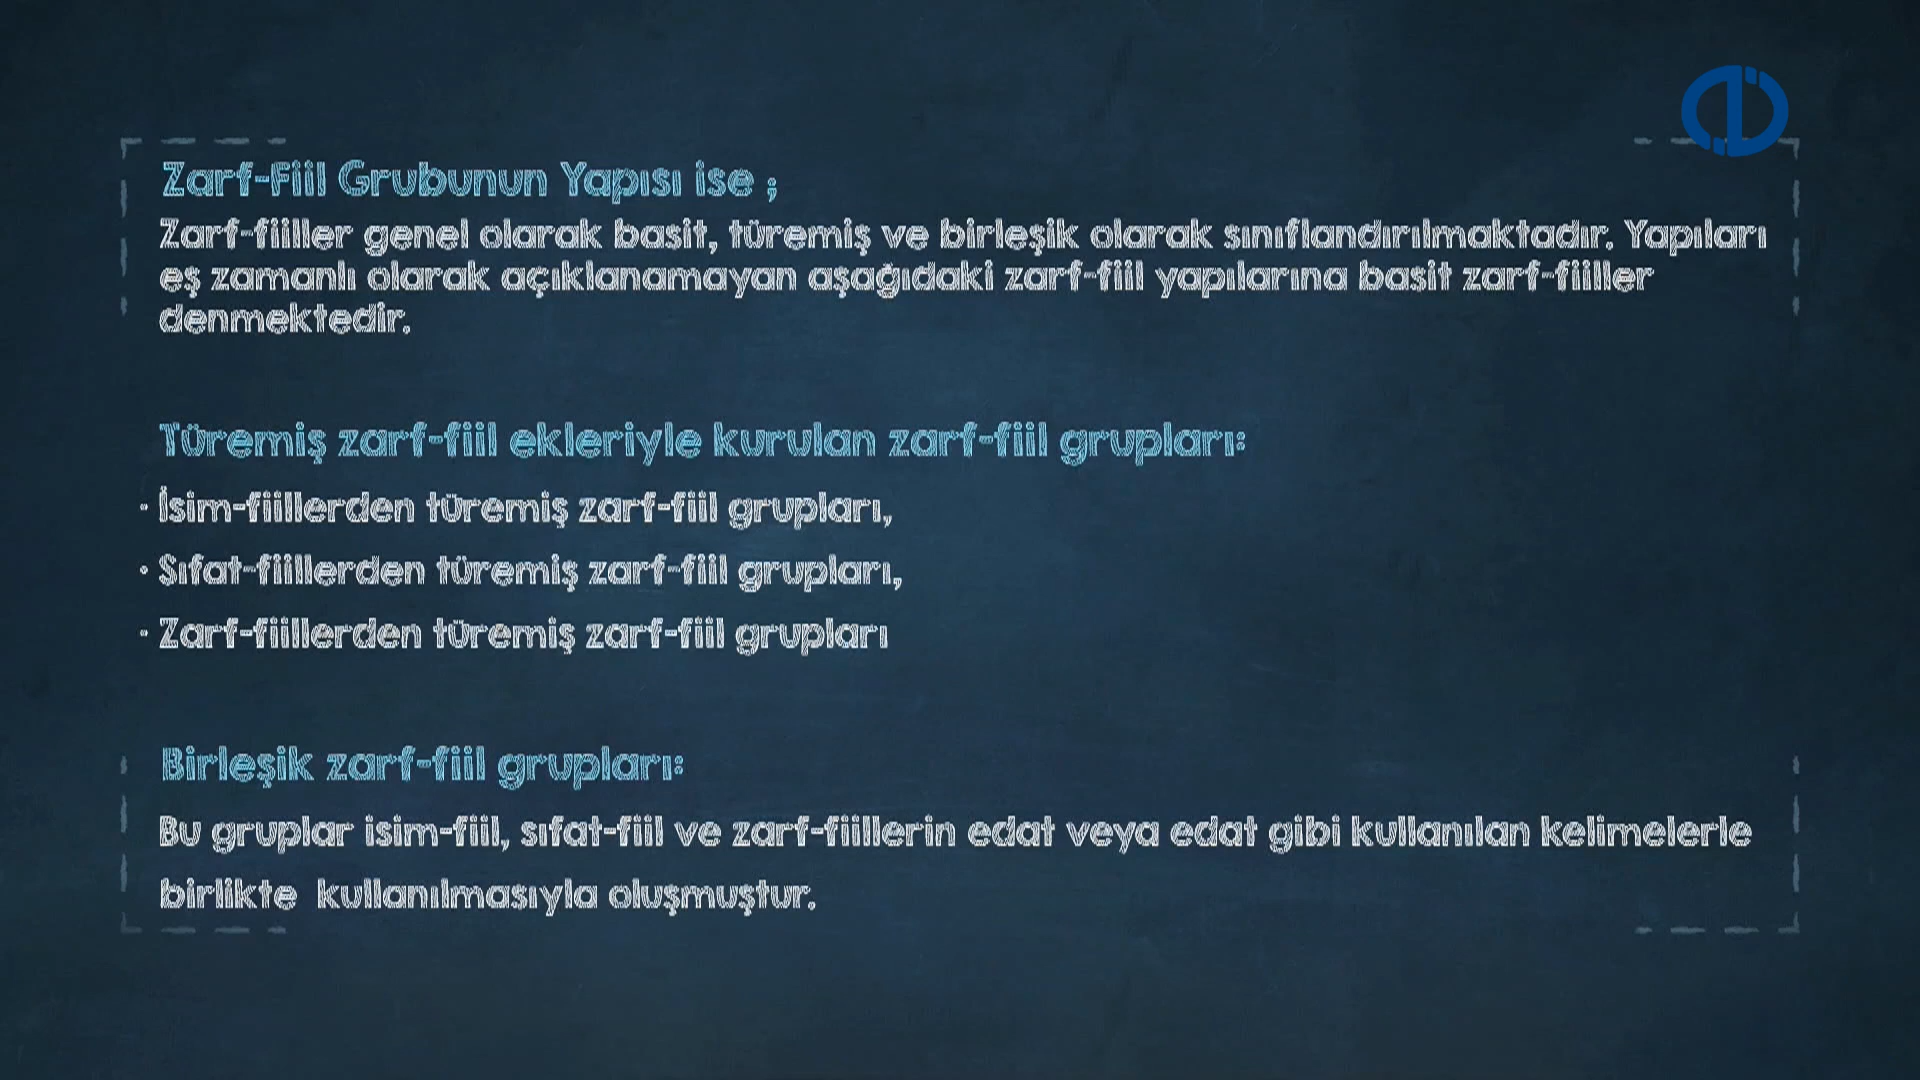 Zarf-Fiil Grubunun Yapısı ise ;
Zarf-fiiller genel olarak basit, türemiş ve birleşik olarak sınıflandırılmaktadır. Yapıları
eş zamanlı olarak açıklanamayan aşağıdaki zarf-fiil yapılarına basit zarf-fiiller
denmektedir.
Türemiş zarf-fiil ekleriyle kurulan zarf-fiil grupları:
· İsim-fiillerden türemiş zarf-fiil grupları,
· Sıfat-fiillerden türemiş zarf-fiil grupları,
· Zarf-fiillerden türemiş zarf-fiil grupları
Birleşik zarf-fiil grupları:
Bu gruplar isim-fiil, sıfat-fiil ve zarf-fiillerin edat veya edat gibi kullanılan kelimelerle
birlikte kullanılmasıyla oluşmuştur.